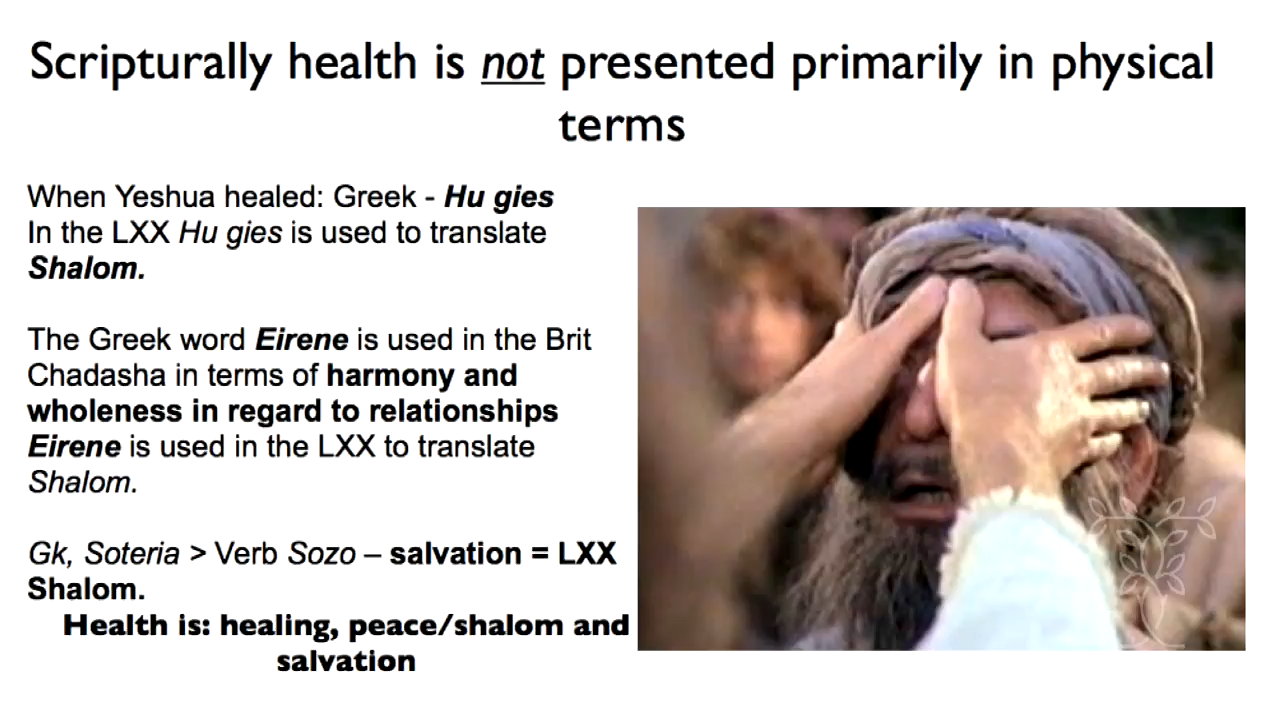 Scripturally health is not presented primarily in physical
terms
When Yeshua healed: Greek - Hu gies
In the LXX Hu gies is used to translate
Shalom.
The Greek word Eirene is used in the Brit
Chadasha in terms of harmony and
wholeness in regard to relationships
Eirene is used in the LXX to translate
Shalom.
Gk, Soteria > Verb Sozo – salvation = LXX
Shalom.
Health is: healing, peace/shalom and
salvation